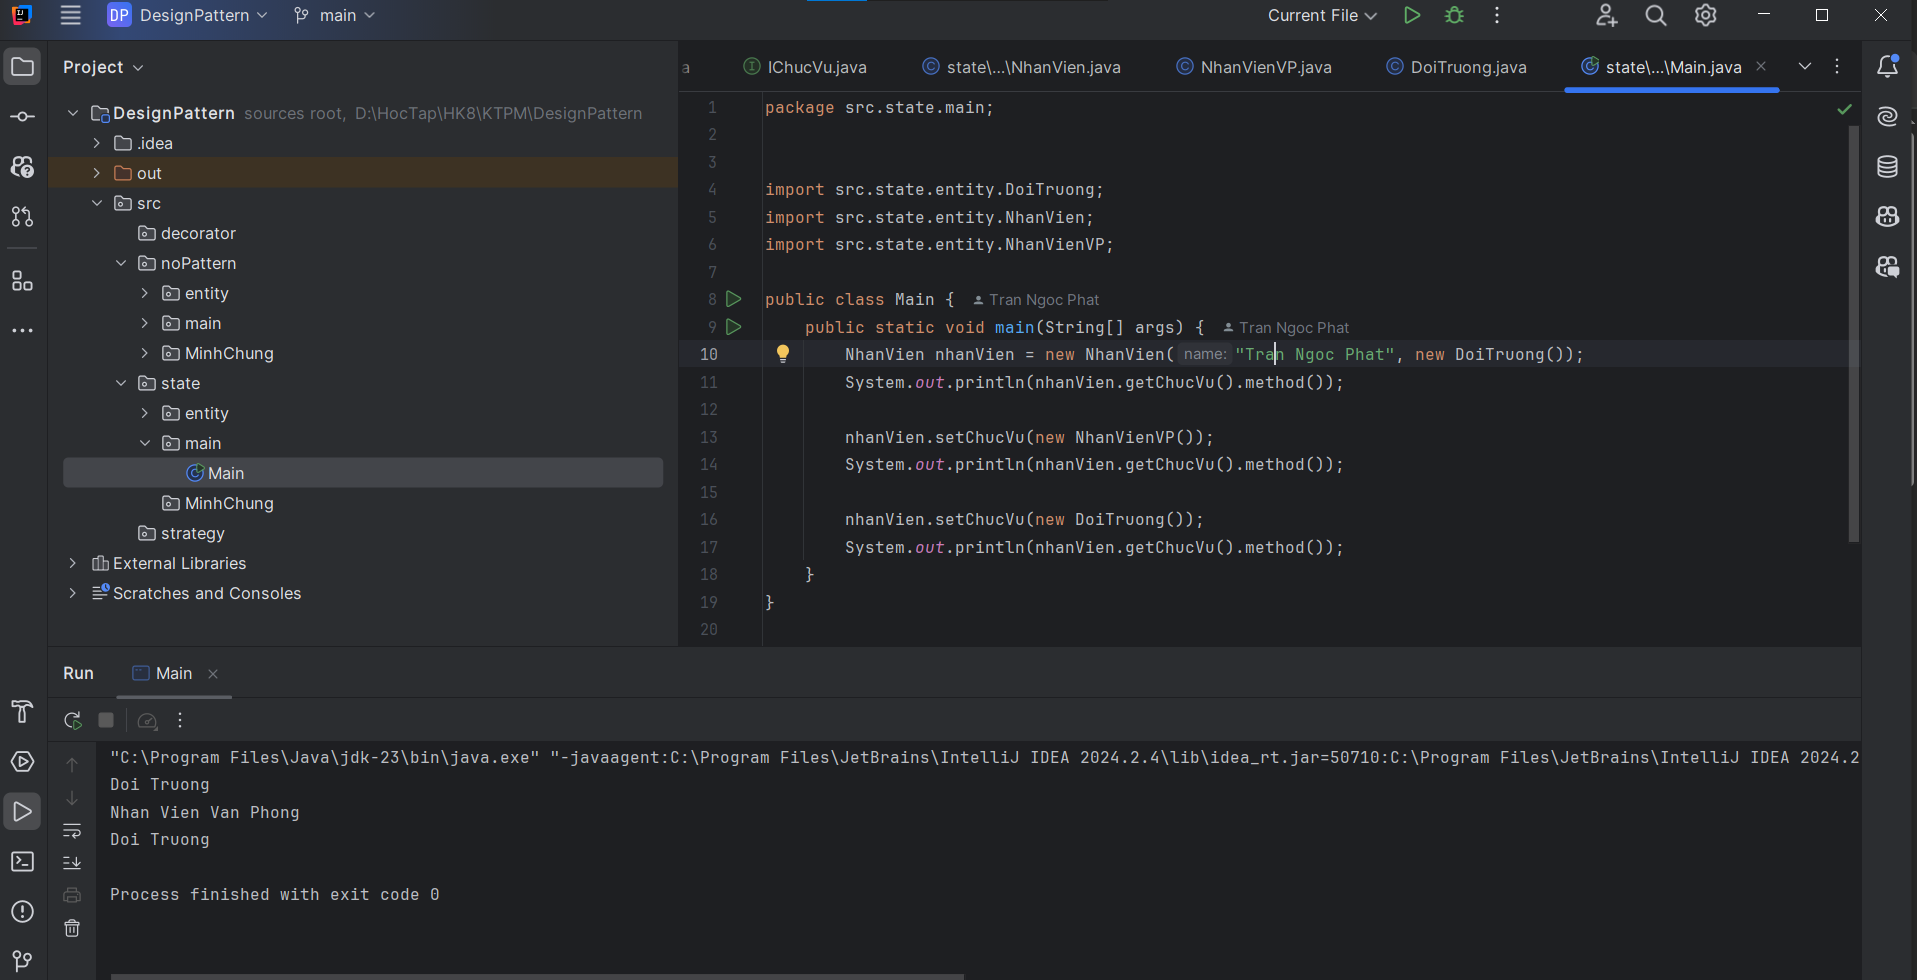 DP DesignPattern main Current File
Project
a IChucVu.java state\...\NhanVien.java NhanVienVP.java DoiTruong.java state\...\Main.java
DesignPattern sources root, D:\HocTap\HK8\KTPM\DesignPattern
.idea
out
src
decorator
noPattern
entity
main
MinhChung
state
entity
main
Main
MinhChung
strategy
External Libraries
Scratches and Consoles
1 package src.state.main;
2
3
4 import src.state.entity.DoiTruong;
5 import src.state.entity.NhanVien;
6 import src.state.entity.NhanVienVP;
7
8 public class Main { Tran Ngoc Phat
9 public static void main(String[] args) { Tran Ngoc Phat
10 NhanVien nhanVien = new NhanVien( name: "Tran Ngoc Phat", new DoiTruong());
11 System.out.println(nhanVien.getChucVu().method());
12
13 nhanVien.setChucVu(new NhanVienVP());
14 System.out.println(nhanVien.getChucVu().method());
15
16 nhanVien.setChucVu(new DoiTruong());
17 System.out.println(nhanVien.getChucVu().method());
18 }
19 }
20
Run Main
"C:\Program Files\Java\jdk-23\bin\java.exe" "-javaagent:C:\Program Files\JetBrains\IntelliJ IDEA 2024.2.4\lib\idea_rt.jar=50710:C:\Program Files\JetBrains\IntelliJ IDEA 2024.2
Doi Truong
Nhan Vien Van Phong
Doi Truong
Process finished with exit code 0